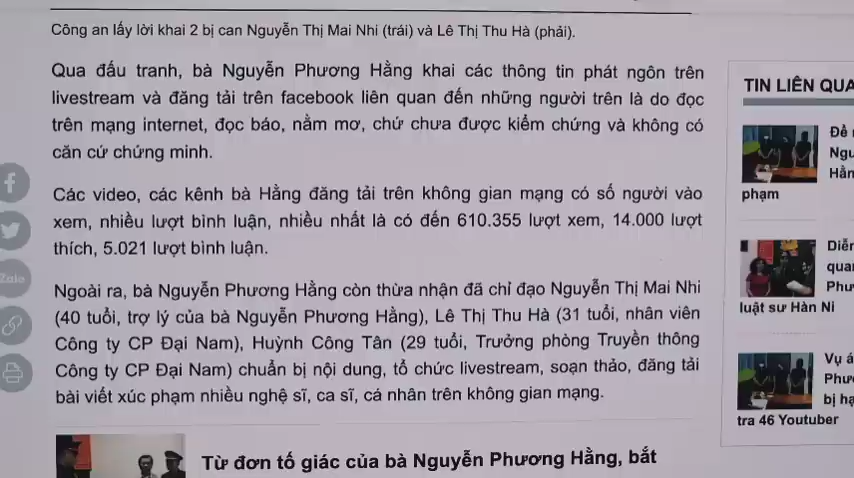 Công an lấy lời khai 2 bị can Nguyễn Thị Mai Nhi (trái) và Lê Thị Thu Hà (phải).
Qua đấu tranh, bà Nguyễn Phương Hằng khai các thông tin phát ngôn trên
livestream và đăng tải trên facebook liên quan đến những người trên là do đọc
trên mạng internet, đọc báo, nằm mơ, chứ chưa được kiểm chứng và không có
căn cứ chứng minh.
Các video, các kênh bà Hằng đăng tải trên không gian mạng có số người vào
xem, nhiều lượt bình luận, nhiều nhất là có đến 610.355 lượt xem, 14.000 lượt
thích, 5.021 lượt bình luận.
Ngoài ra, bà Nguyễn Phương Hằng còn thừa nhận đã chỉ đạo Nguyễn Thị Mai Nhi
(40 tuổi, trợ lý của bà Nguyễn Phương Hằng), Lê Thị Thu Hà (31 tuổi, nhân viên
Công ty CP Đại Nam), Huỳnh Công Tân (29 tuổi, Trưởng phòng Truyền thông
Công ty CP Đại Nam) chuẩn bị nội dung, tổ chức livestream, soạn thảo, đăng tải
bài viết xúc phạm nhiều nghệ sĩ, ca sĩ, cá nhân trên không gian mạng.
Từ đơn tố giác của bà Nguyễn Phương Hằng, bắt
Zalo
TIN LIÊN QUA
Đề
Ngu
Hằn
phạm
Diễn
quan
Phư
luật sư Hàn Ni
Vụ á
Phươ
bị hạ
tra 46 Youtuber